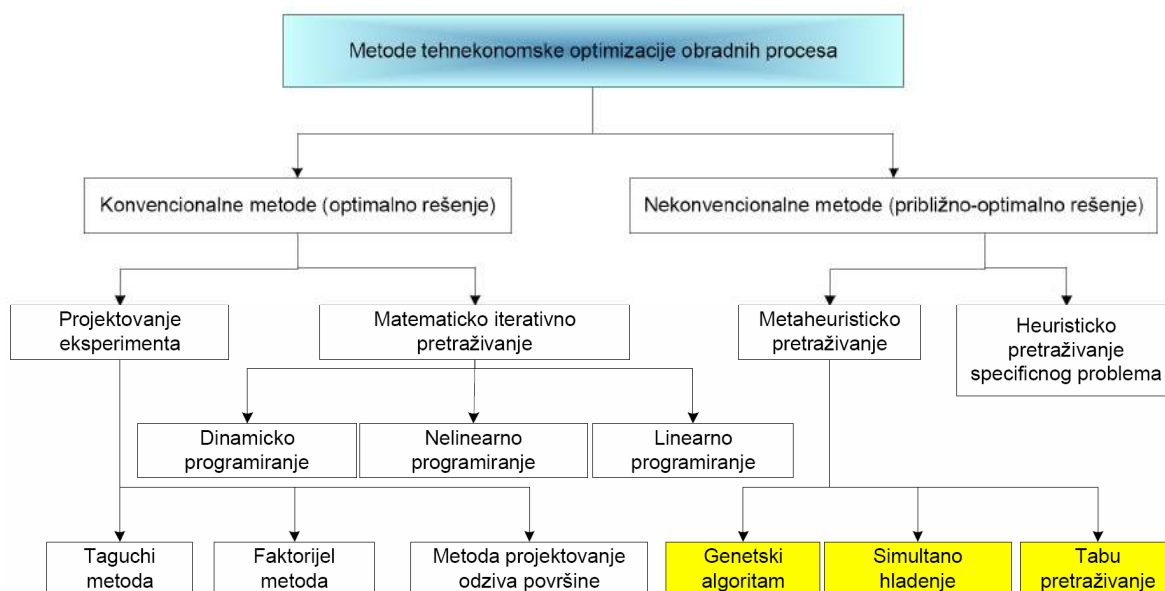 Metode tehnekonomske optimizacije obradnih procesa
Konvencionalne metode (optimalno rešenje)
Nekonvencionalne metode (približno-optimalno rešenje)
Projektovanje
eksperimenta
Matematicko iterativno
pretraživanje
Metaheuristicko
pretraživanje
Heuristicko
pretraživanje
specificnog problema
Dinamicko
programiranje
Nelinearno
programiranje
Linearno
programiranje
Taguchi
metoda
Faktorijel
metoda
Metoda projektovanje
odziva površine
Genetski
algoritam
Simultano
hladenje
Tabu
pretraživanje